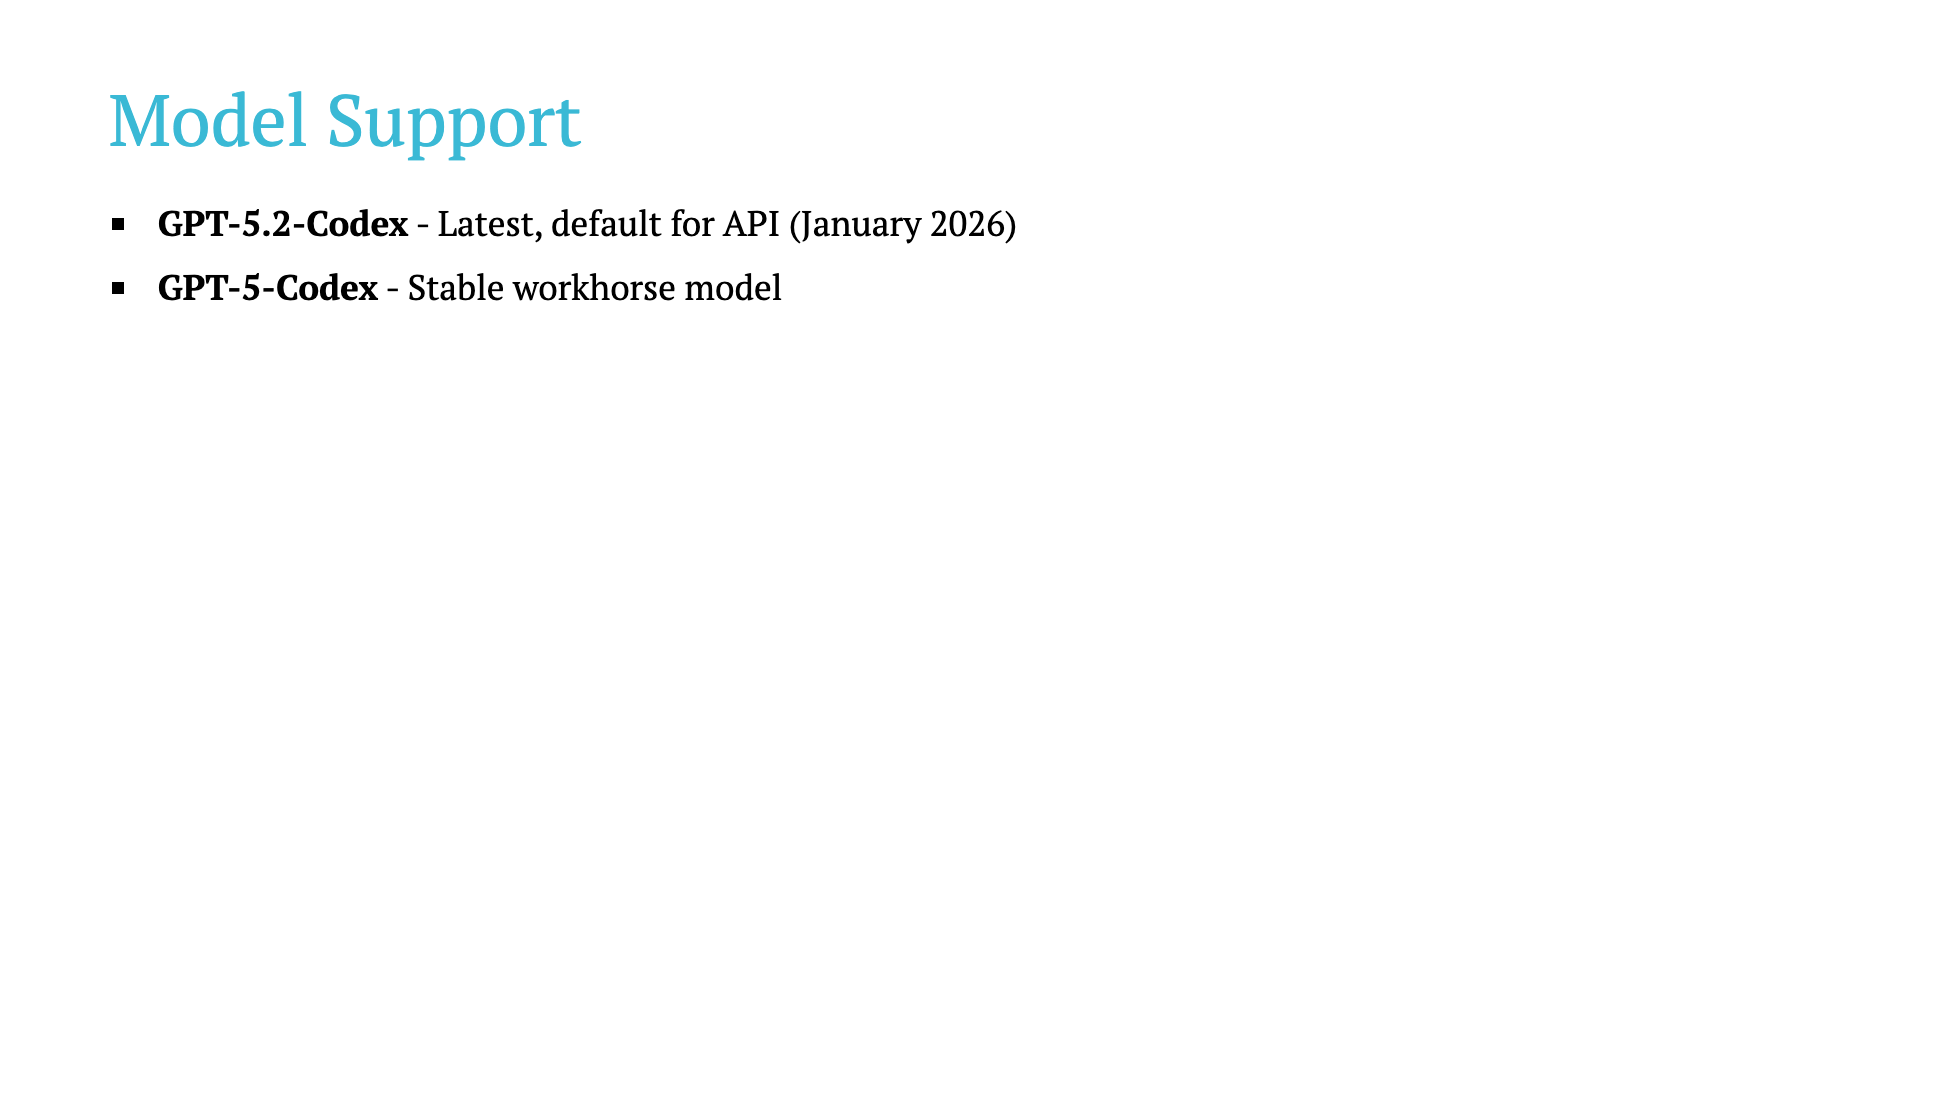 Model Support
▪ GPT-5.2-Codex - Latest, default for API (January 2026)
▪ GPT-5-Codex - Stable workhorse model